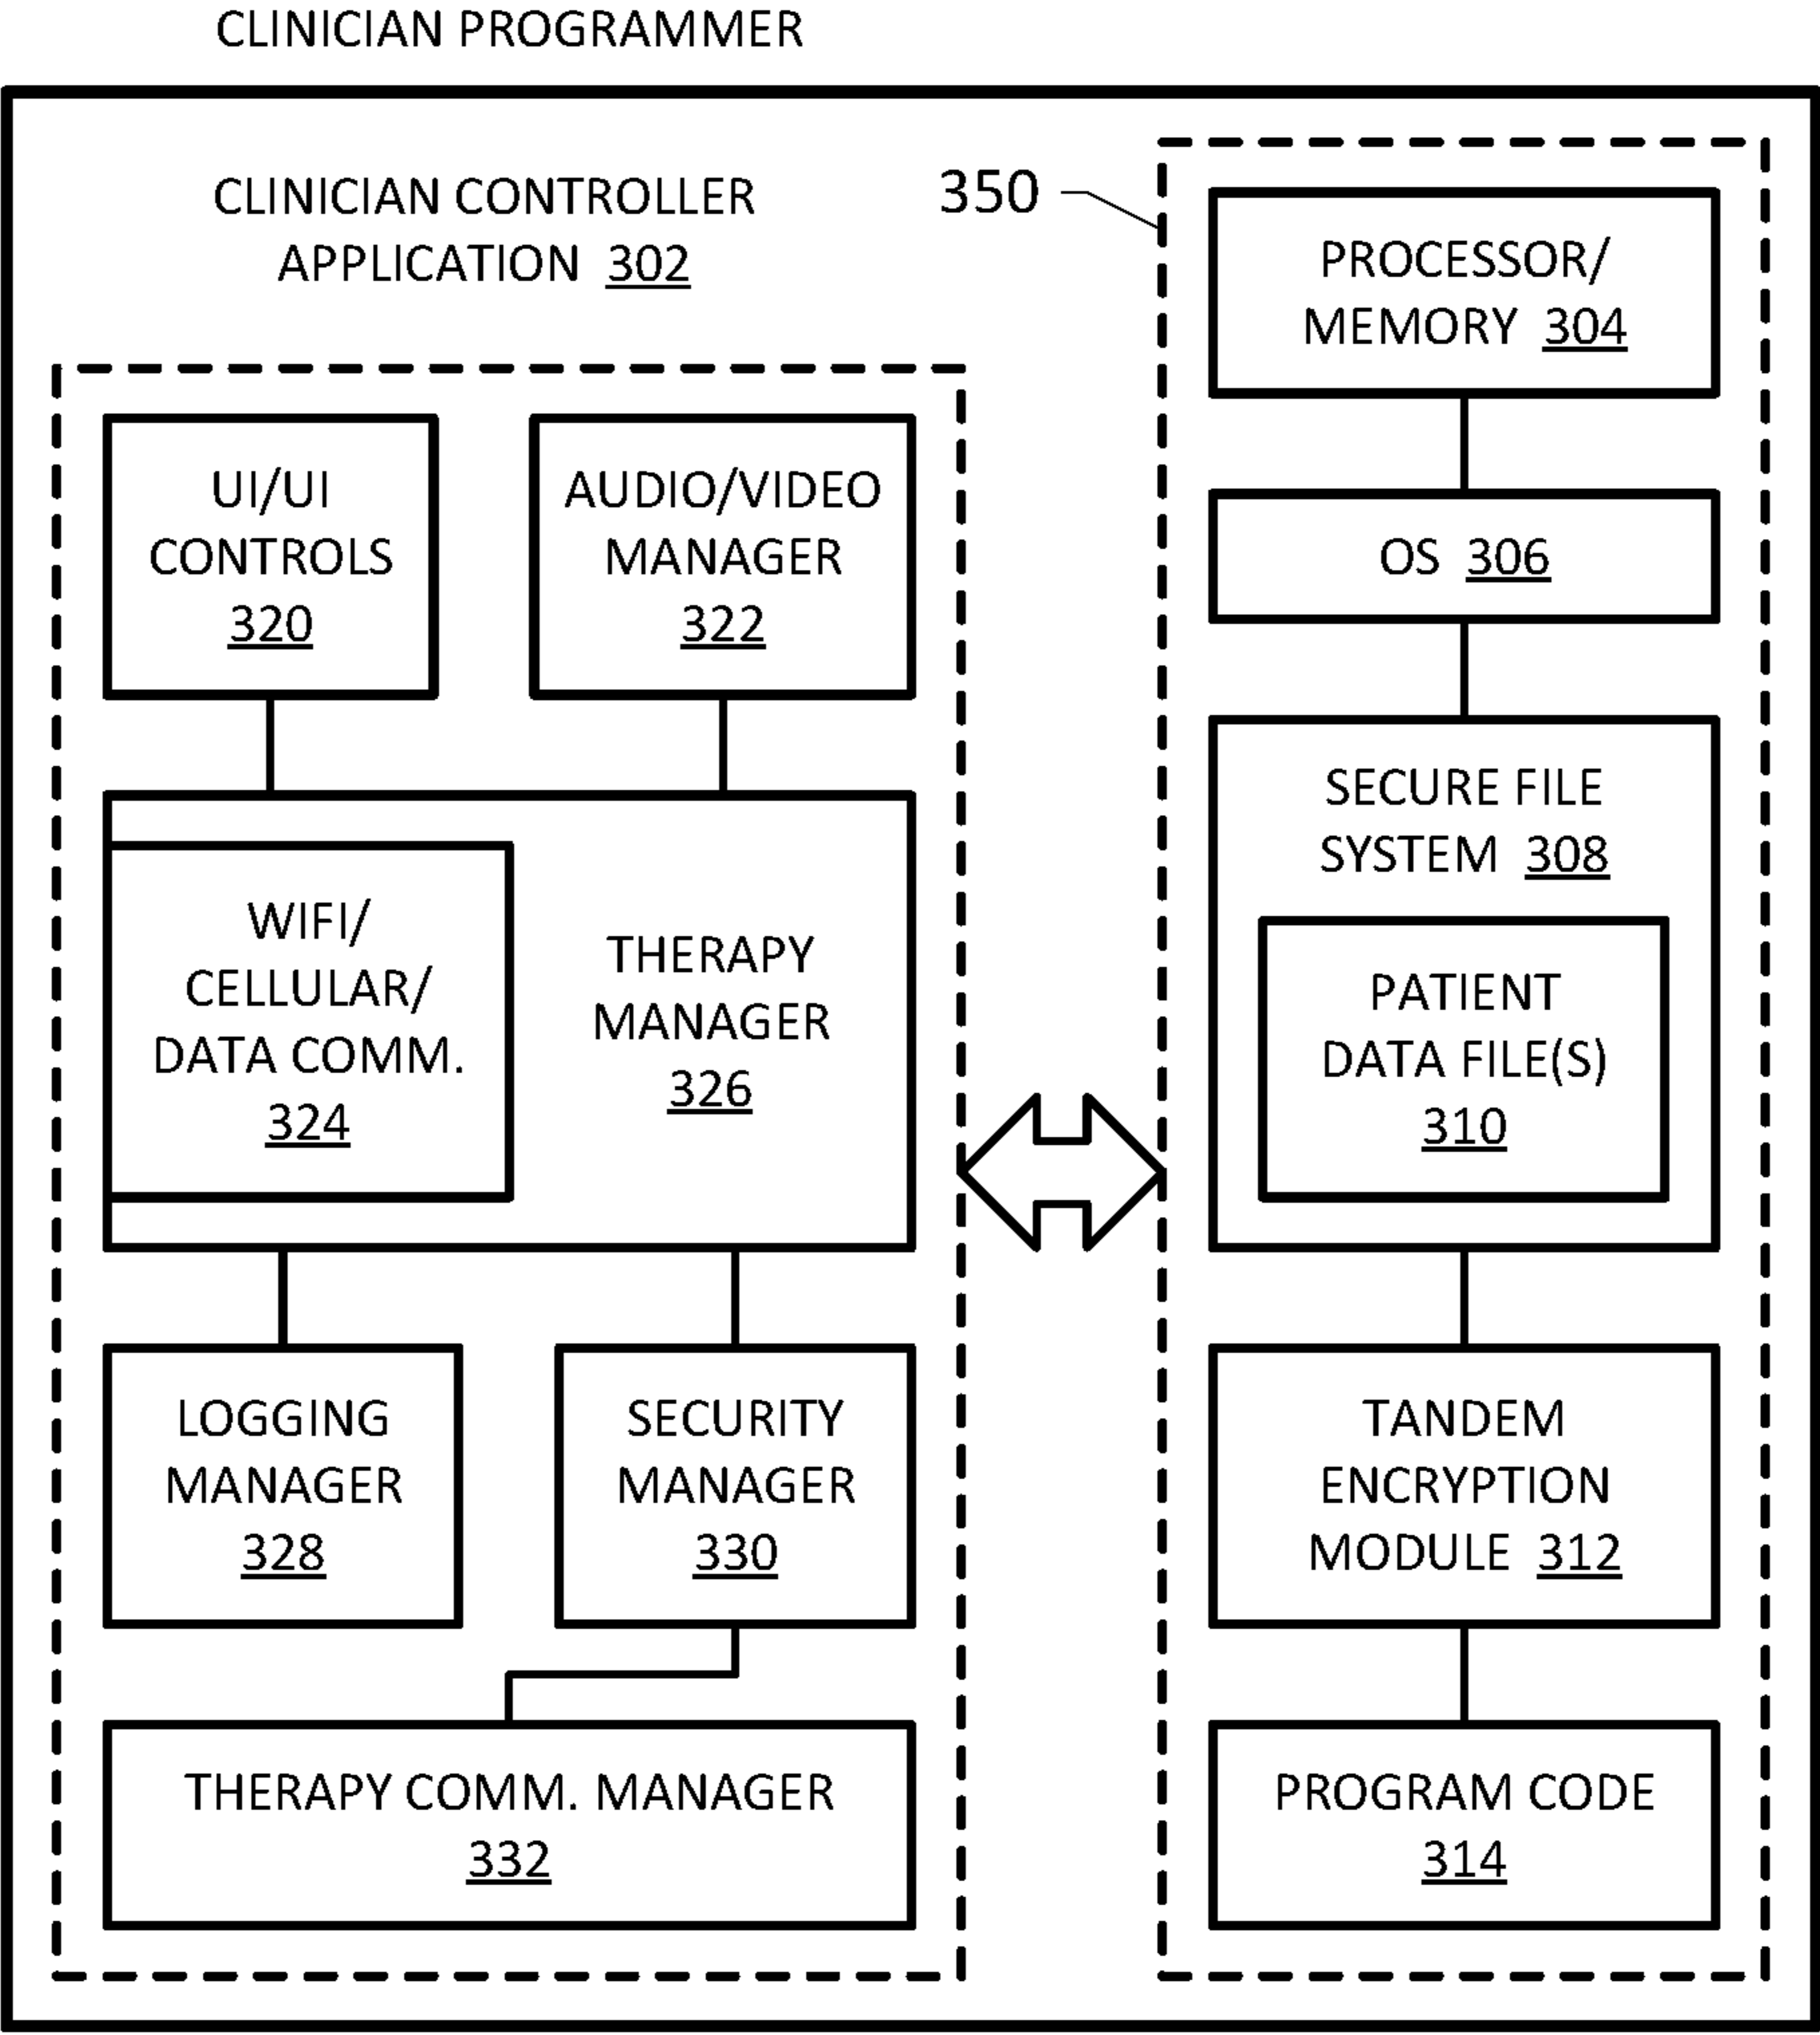 CLINICIAN PROGRAMMER
CLINICIAN CONTROLLER
APPLICATION 302
UI/UI
CONTROLS
320
AUDIO/VIDEO
MANAGER
322
WIFI/
CELLULAR/
DATA COMM.
324
THERAPY
MANAGER
326
LOGGING
MANAGER
328
SECURITY
MANAGER
330
THERAPY COMM. MANAGER
332
350
PROCESSOR/
MEMORY 304
OS 306
SECURE FILE
SYSTEM 308
PATIENT
DATA FILE(S)
310
TANDEM
ENCRYPTION
MODULE 312
PROGRAM CODE
314